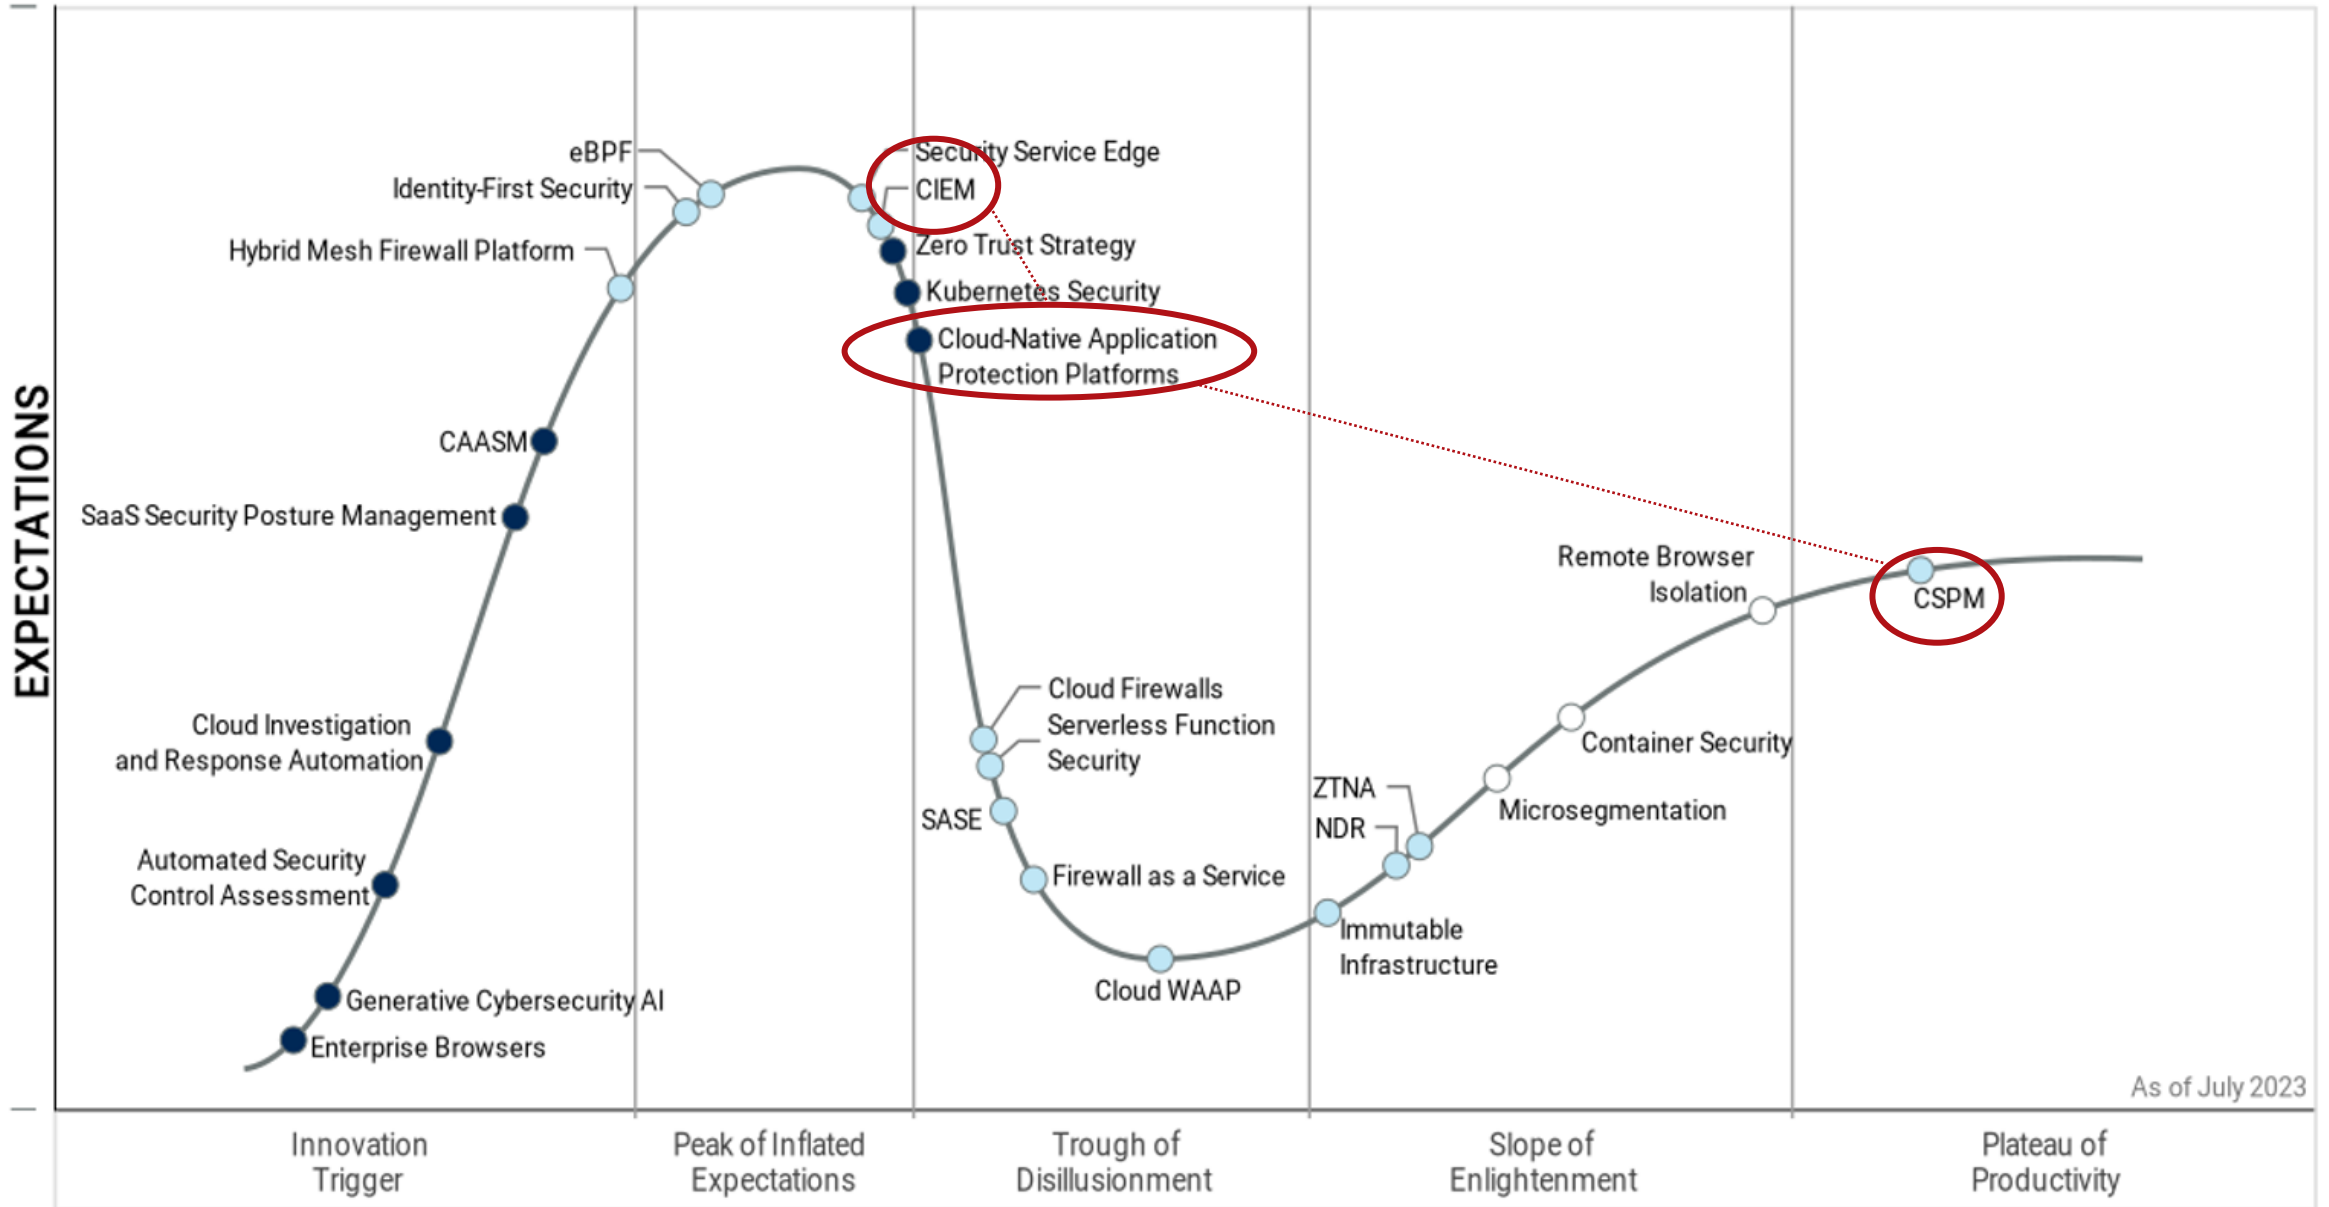 EXPECTATIONS
eBPF
Identity-First Security
Hybrid Mesh Firewall Platform
CAASM
SaaS Security Posture Management
Cloud Investigation
and Response Automation
Automated Security
Control Assessment
Generative Cybersecurity AI
Enterprise Browsers
Security Service Edge
CIEM
Zero Trust Strategy
Kubernetes Security
Cloud-Native Application
Protection Platforms
Cloud Firewalls
Serverless Function
Security
SASE
Firewall as a Service
Cloud WAAP
ZTNA
NDR
Immutable
Infrastructure
Microsegmentation
Container Security
Remote Browser
Isolation
CSPM
As of July 2023
Innovation
Trigger
Peak of Inflated
Expectations
Trough of
Disillusionment
Slope of
Enlightenment
Plateau of
Productivity